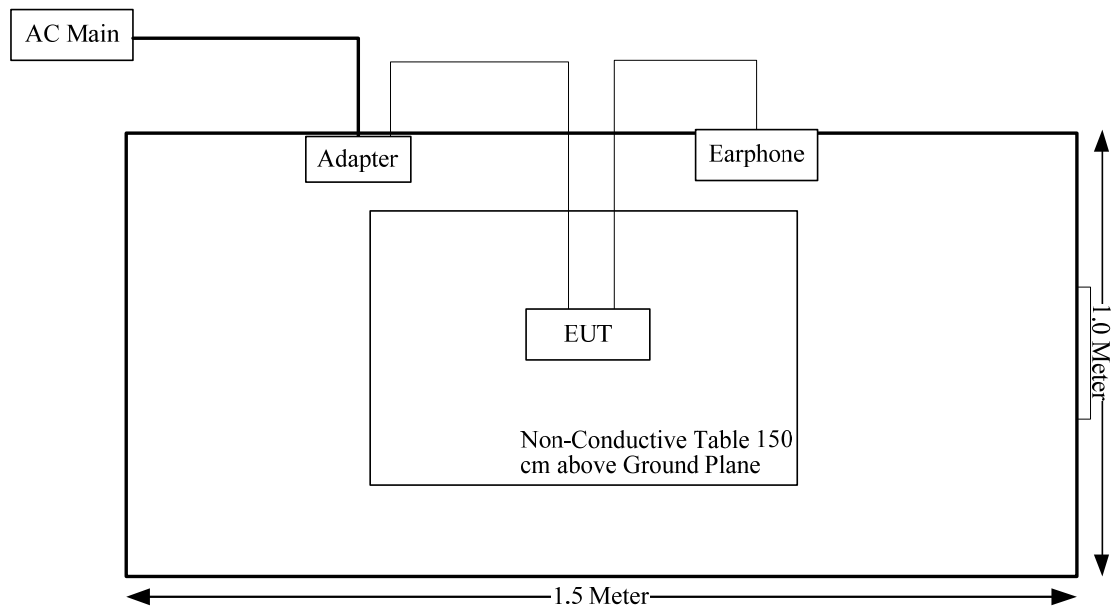 AC Main
Adapter
Earphone
EUT
Non-Conductive Table 150
cm above Ground Plane
1.0 Meter
1.5 Meter